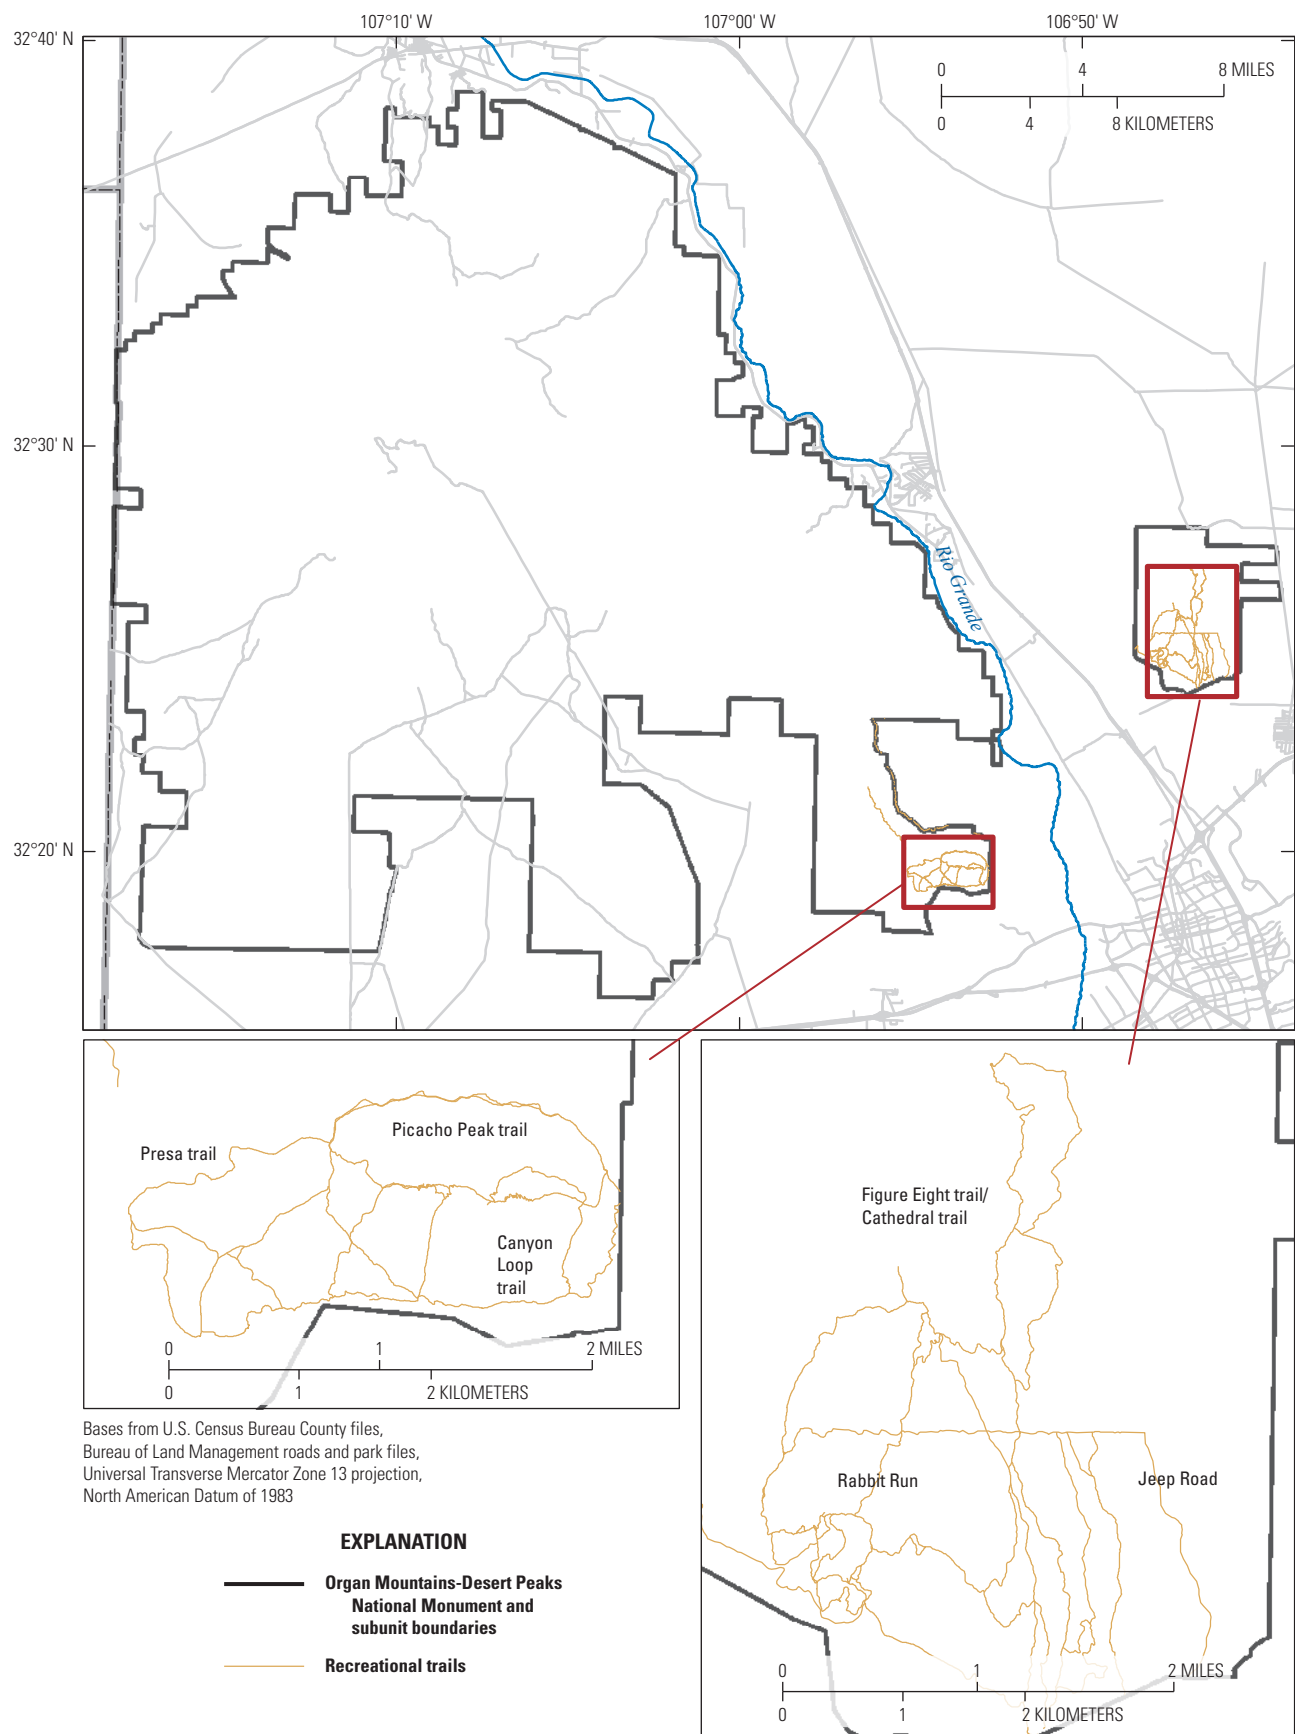 107°10' W
107°00' W
106°50' W
32°40' N
0 4 8 MILES
0 4 8 KILOMETERS
32°30' N
Rio Grande
32°20' N
Picacho Peak trail
Presa trail
Canyon
Loop
trail
0 1 2 MILES
0 1 2 KILOMETERS
Figure Eight trail/
Cathedral trail
Rabbit Run
Jeep Road
0 1 2 MILES
0 1 2 KILOMETERS
Bases from U.S. Census Bureau County files,
Bureau of Land Management roads and park files,
Universal Transverse Mercator Zone 13 projection,
North American Datum of 1983
EXPLANATION
Organ Mountains-Desert Peaks
National Monument and
subunit boundaries
Recreational trails